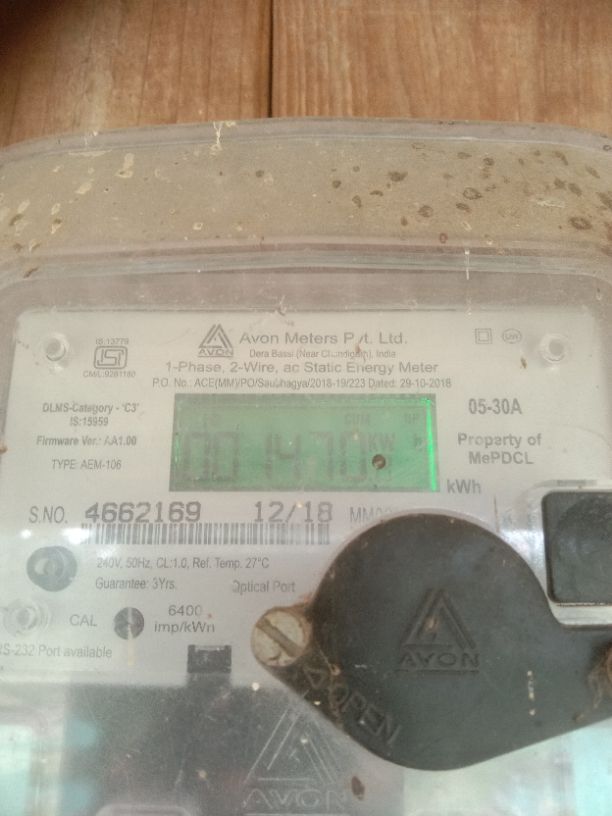 IS:13779
CM/L:9281180
AVON
Avon Meters Pvt. Ltd.
Dera Bassi (Near Chandigarh), India
1-Phase, 2-Wire, ac Static Energy Meter
P.O. No.: ACE(MM)/PO/Saubhagya/2018-19/223 Dated: 29-10-2018
DLMS-Category - 'C3'
IS:15959
Firmware Ver.: AA1.00
TYPE: AEM-106
CUM
001470 KW h
05-30A
Property of
MePDCL
kWh
S.NO. 4662169 12/18
240V, 50Hz, CL:1.0, Ref. Temp. 27°C
Guarantee: 3Yrs. Optical Port
CAL 6400
imp/kWh
RS-232 Port available
AVON
OPEN
AVON